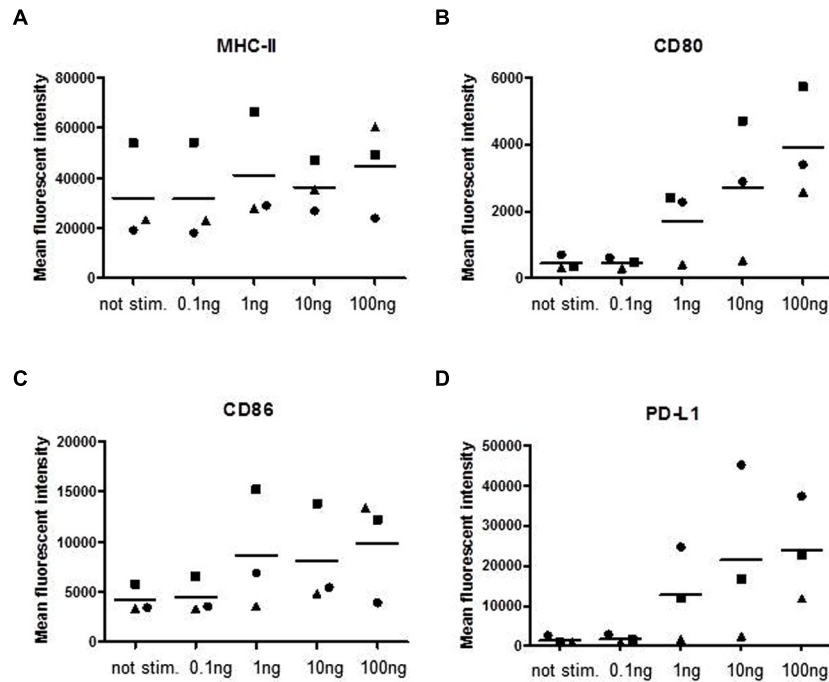 A
MHC-II
Mean fluorescent intensity
80000
60000
40000
20000
0
not stim. 0.1ng 1ng 10ng 100ng
B
CD80
Mean fluorescent intensity
6000
4000
2000
0
not stim. 0.1ng 1ng 10ng 100ng
C
CD86
Mean fluorescent intensity
20000
15000
10000
5000
0
not stim. 0.1ng 1ng 10ng 100ng
D
PD-L1
Mean fluorescent intensity
50000
40000
30000
20000
10000
0
not stim. 0.1ng 1ng 10ng 100ng